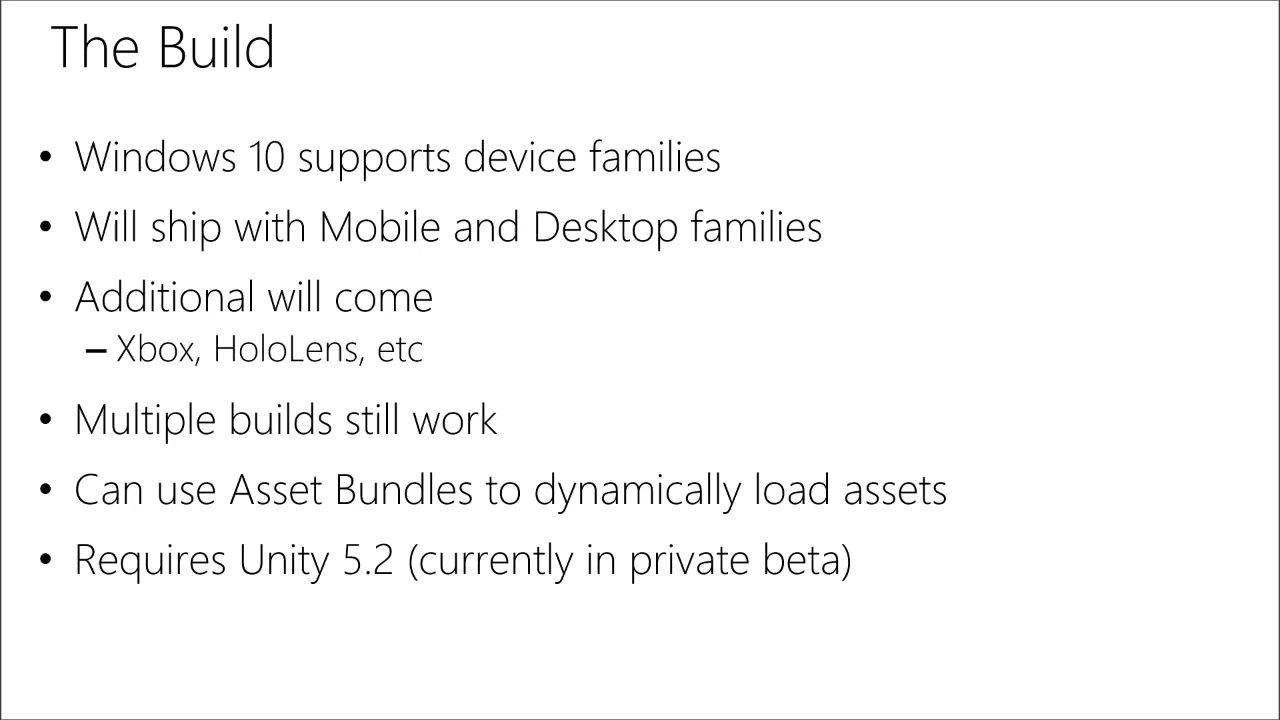 The Build
• Windows 10 supports device families
• Will ship with Mobile and Desktop families
• Additional will come
– Xbox, HoloLens, etc
• Multiple builds still work
• Can use Asset Bundles to dynamically load assets
• Requires Unity 5.2 (currently in private beta)